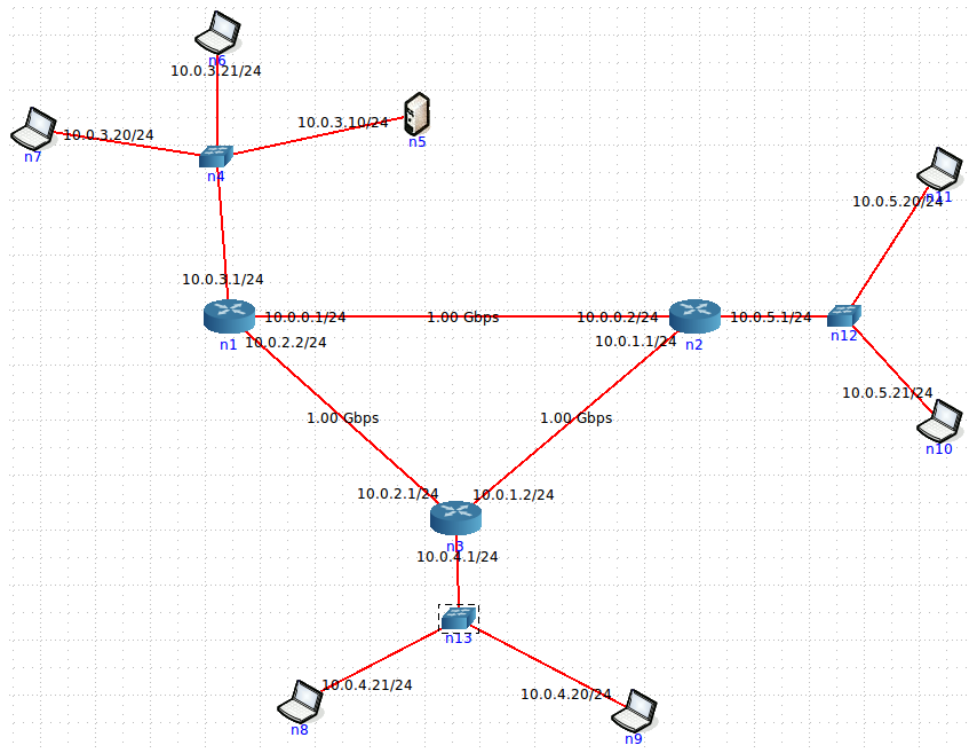 n6
10.0.3.21/24
10.0.3.10/24
n5
10.0.3.20/24
n7
n4
n11
10.0.5.20/24
10.0.3.1/24
10.0.0.1/24
1.00 Gbps
10.0.0.2/24
10.0.5.1/24
n1
10.0.2.2/24
10.0.1.1/24
n2
n12
10.0.5.21/24
n10
1.00 Gbps
1.00 Gbps
10.0.2.1/24
10.0.1.2/24
n3
10.0.4.1/24
n13
10.0.4.21/24
10.0.4.20/24
n8
n9